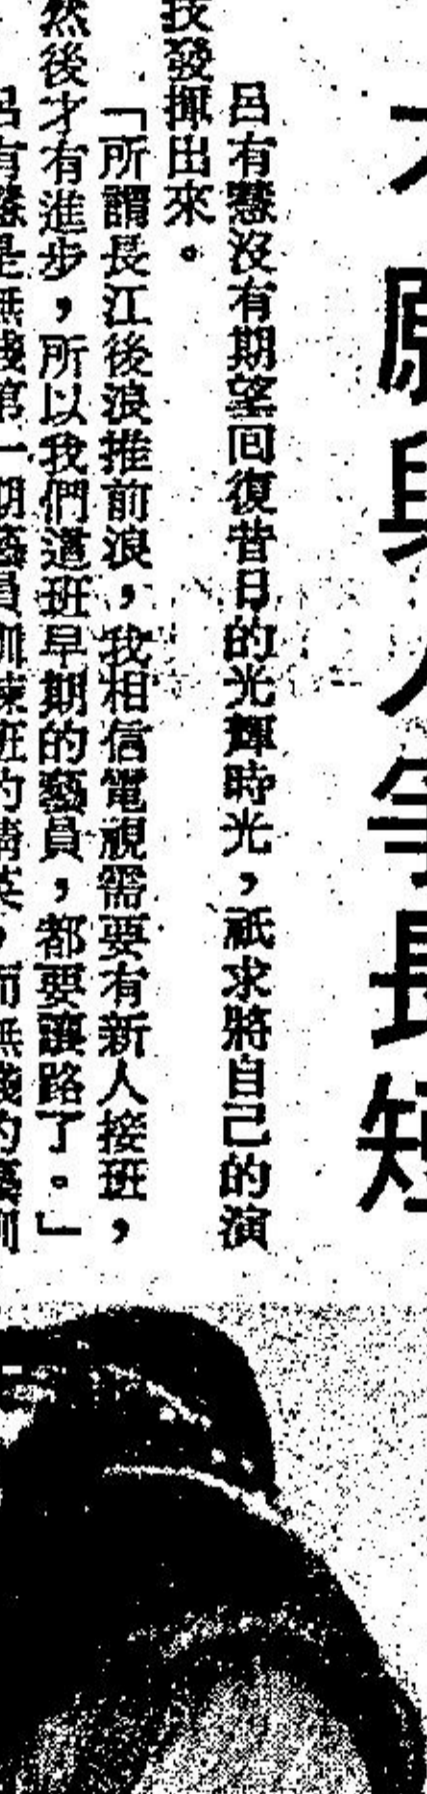 願與人爭長短
呂有慧沒有期望回復昔日的光輝時光，祇求將自己的演
技發揮出來。
「所謂長江後浪推前浪，我相信電視需要有新人接班，
然後才有進步，所以我們這班早期的藝員，都要讓路了。」
呂有慧是無綫第一期藝員訓練班的精英，而無綫的藝訓